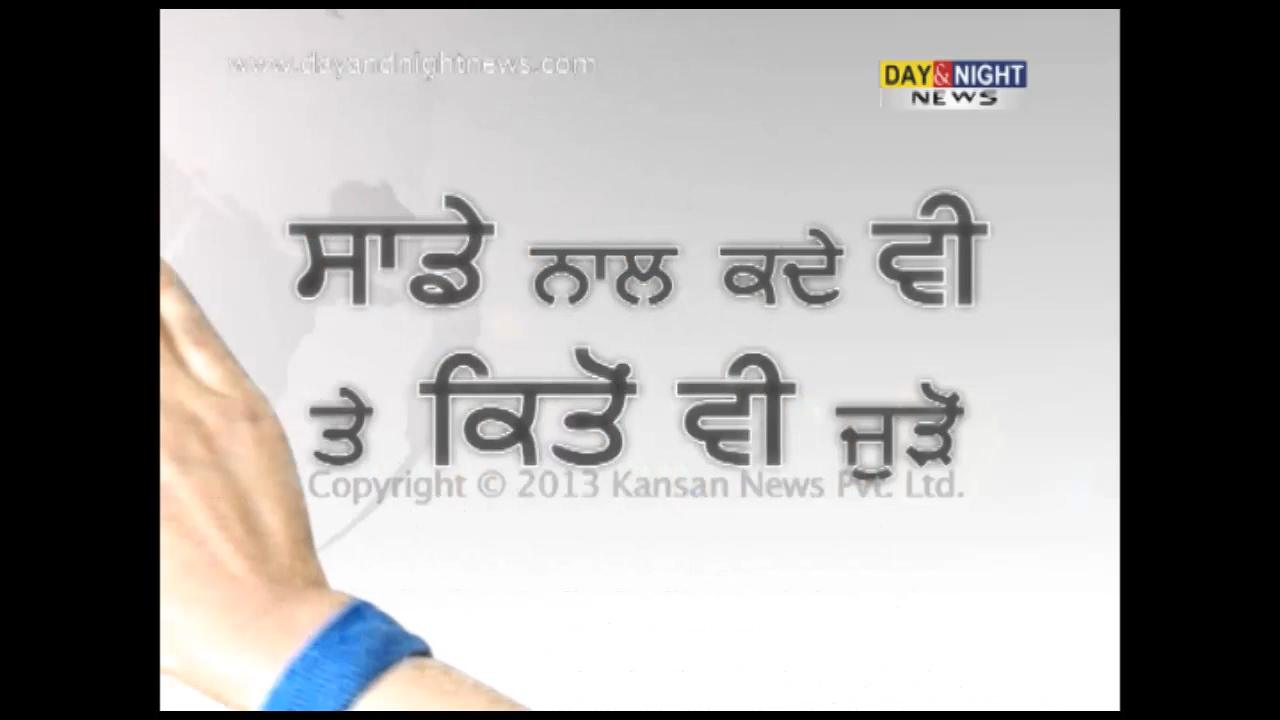 www.dayandnightnews.com
DAY&NIGHT
NEWS
ਸਾਡੇ ਨਾਲ ਕਦੇ ਵੀ
ਤੇ ਕਿਤੋਂ ਵੀ ਜੁੜੋਂ
Copyright © 2013 Kansan News Pvt. Ltd.